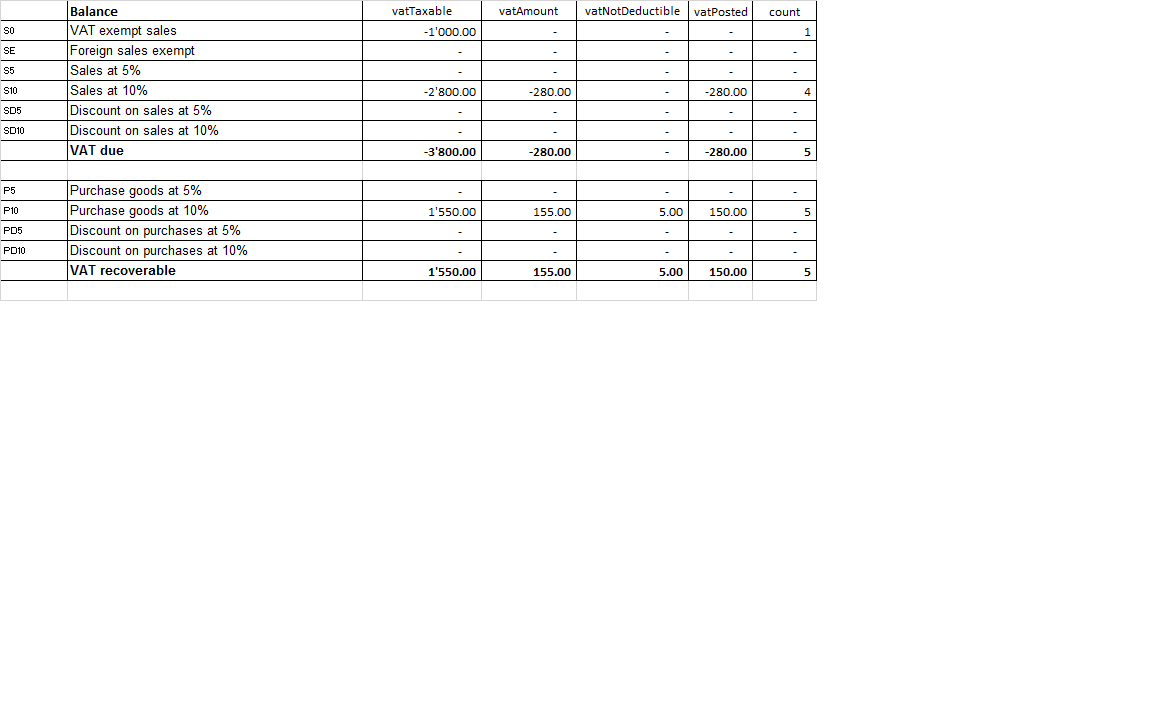 Balance vatTaxable vatAmount vatNotDeductible vatPosted count
S0 VAT exempt sales -1'000.00 - - - 1
SE Foreign sales exempt - - - - -
S5 Sales at 5% - - - - -
S10 Sales at 10% -2'800.00 -280.00 - -280.00 4
SD5 Discount on sales at 5% - - - - -
SD10 Discount on sales at 10% - - - - -
VAT due -3'800.00 -280.00 - -280.00 5
P5 Purchase goods at 5% - - - - -
P10 Purchase goods at 10% 1'550.00 155.00 5.00 150.00 5
PD5 Discount on purchases at 5% - - - - -
PD10 Discount on purchases at 10% - - - - -
VAT recoverable 1'550.00 155.00 5.00 150.00 5